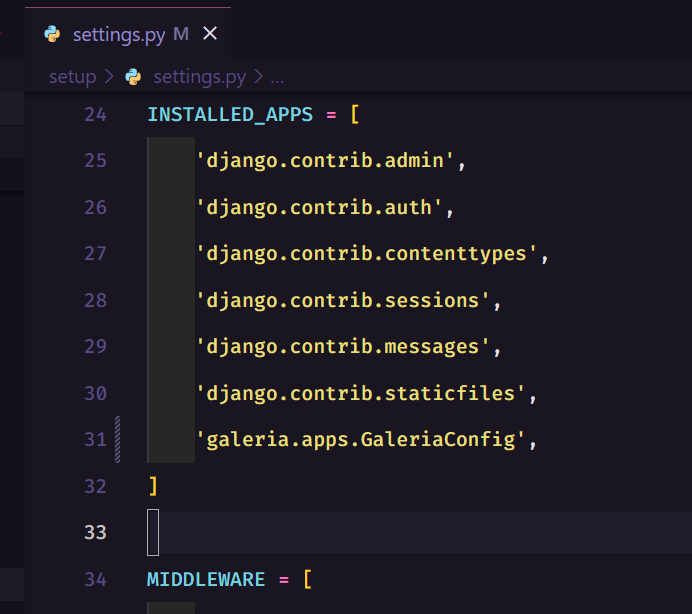 settings.py M ×
setup > settings.py > ...
24 INSTALLED_APPS = [
25     'django.contrib.admin',
26     'django.contrib.auth',
27     'django.contrib.contenttypes',
28     'django.contrib.sessions',
29     'django.contrib.messages',
30     'django.contrib.staticfiles',
31     'galeria.apps.GaleriaConfig',
32 ]
33
34 MIDDLEWARE = [